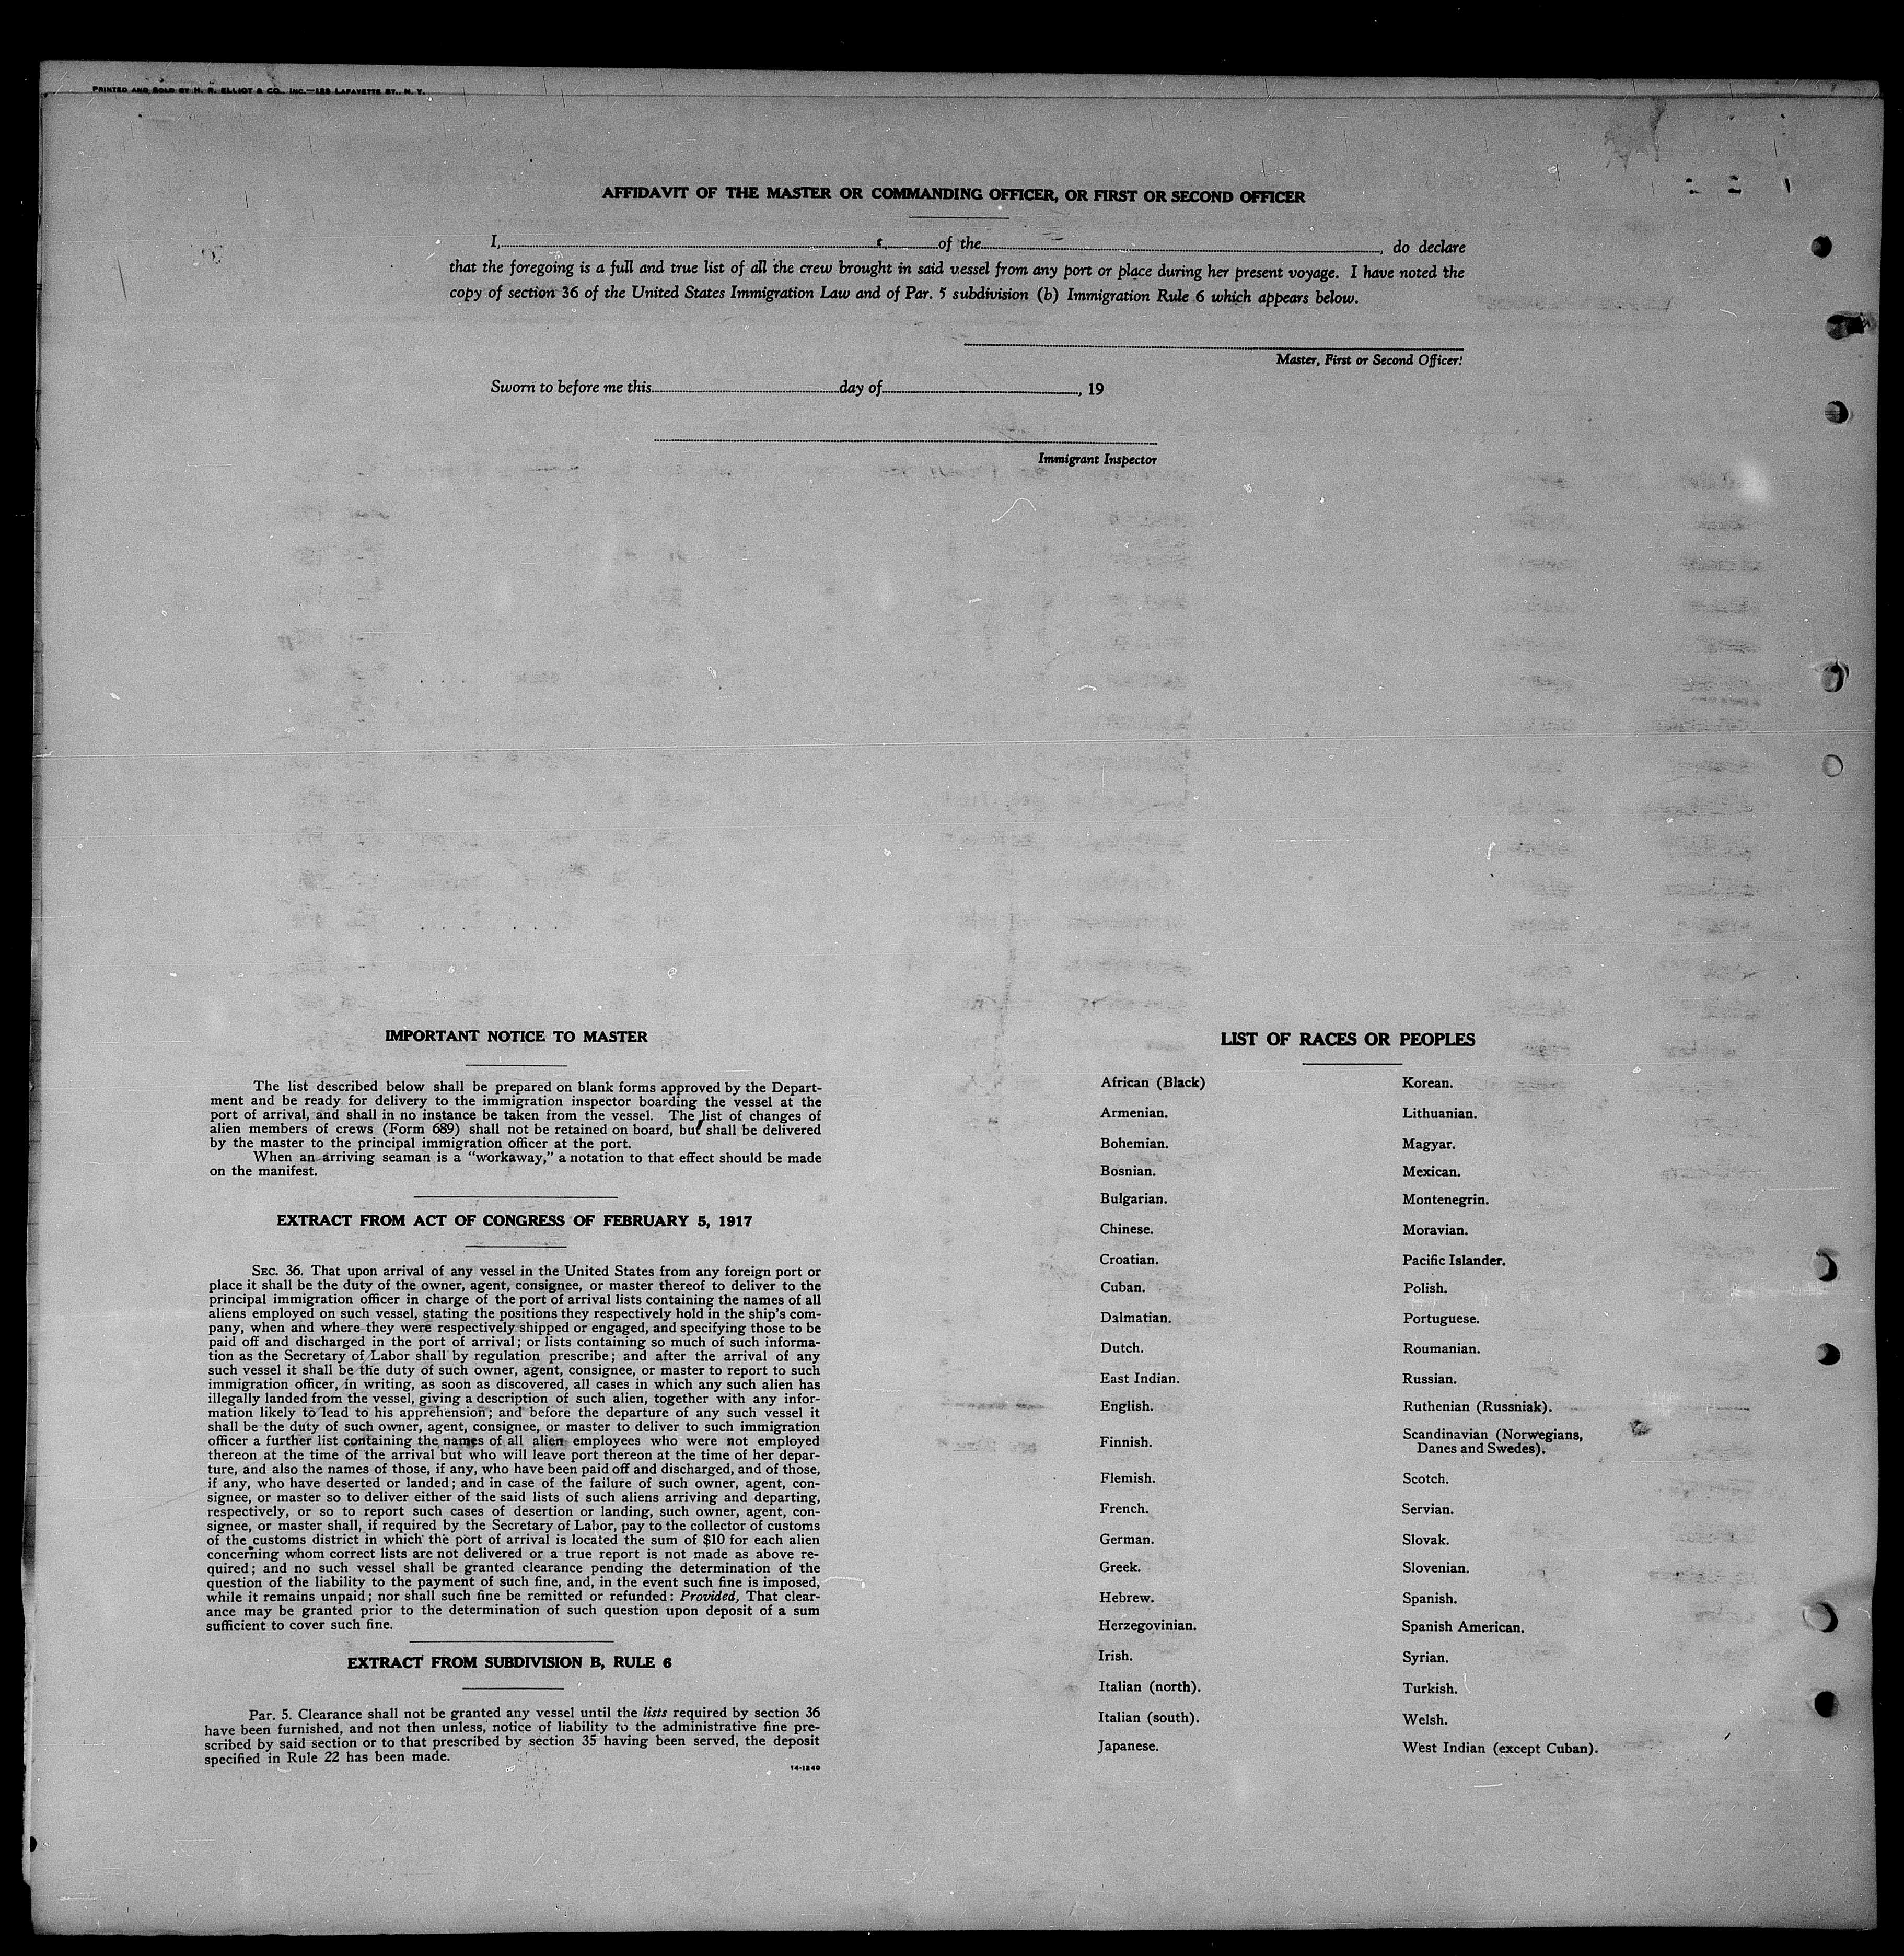 PRINTED AND SOLD BY H. R. ELLIOT & CO., INC.—129 LAFAYETTE ST., N. Y.
AFFIDAVIT OF THE MASTER OR COMMANDING OFFICER, OR FIRST OR SECOND OFFICER
I, of the , do declare
that the foregoing is a full and true list of all the crew brought in said vessel from any port or place during her present voyage. I have noted the
copy of section 36 of the United States Immigration Law and of Par. 5 subdivision (b) Immigration Rule 6 which appears below.
Master, First or Second Officer.
Sworn to before me this day of , 19
Immigrant Inspector
IMPORTANT NOTICE TO MASTER
The list described below shall be prepared on blank forms approved by the Depart-
ment and be ready for delivery to the immigration inspector boarding the vessel at the
port of arrival, and shall in no instance be taken from the vessel. The list of changes of
alien members of crews (Form 689) shall not be retained on board, but shall be delivered
by the master to the principal immigration officer at the port.
When an arriving seaman is a "workaway," a notation to that effect should be made
on the manifest.
EXTRACT FROM ACT OF CONGRESS OF FEBRUARY 5, 1917
SEC. 36. That upon arrival of any vessel in the United States from any foreign port or
place it shall be the duty of the owner, agent, consignee, or master thereof to deliver to the
principal immigration officer in charge of the port of arrival lists containing the names of all
aliens employed on such vessel, stating the positions they respectively hold in the ship's com-
pany, when and where they were respectively shipped or engaged, and specifying those to be
paid off and discharged in the port of arrival; or lists containing so much of such informa-
tion as the Secretary of Labor shall by regulation prescribe; and after the arrival of any
such vessel it shall be the duty of such owner, agent, consignee, or master to report to such
immigration officer, in writing, as soon as discovered, all cases in which any such alien has
illegally landed from the vessel, giving a description of such alien, together with any infor-
mation likely to lead to his apprehension; and before the departure of any such vessel it
shall be the duty of such owner, agent, consignee, or master to deliver to such immigration
officer a further list containing the names of all alien employees who were not employed
thereon at the time of the arrival but who will leave port thereon at the time of her depar-
ture, and also the names of those, if any, who have been paid off and discharged, and of those,
if any, who have deserted or landed; and in case of the failure of such owner, agent, con-
signee, or master so to deliver either of the said lists of such aliens arriving and departing,
respectively, or so to report such cases of desertion or landing, such owner, agent, con-
signee, or master shall, if required by the Secretary of Labor, pay to the collector of customs
of the customs district in which the port of arrival is located the sum of $10 for each alien
concerning whom correct lists are not delivered or a true report is not made as above re-
quired; and no such vessel shall be granted clearance pending the determination of the
question of the liability to the payment of such fine, and, in the event such fine is imposed,
while it remains unpaid; nor shall such fine be remitted or refunded: Provided, That clear-
ance may be granted prior to the determination of such question upon deposit of a sum
sufficient to cover such fine.
EXTRACT FROM SUBDIVISION B, RULE 6
Par. 5. Clearance shall not be granted any vessel until the lists required by section 36
have been furnished, and not then unless, notice of liability to the administrative fine pre-
scribed by said section or to that prescribed by section 35 having been served, the deposit
specified in Rule 22 has been made.
14-1240
LIST OF RACES OR PEOPLES
African (Black)
Armenian.
Bohemian.
Bosnian.
Bulgarian.
Chinese.
Croatian.
Cuban.
Dalmatian.
Dutch.
East Indian.
English.
Finnish.
Flemish.
French.
German.
Greek.
Hebrew.
Herzegovinian.
Irish.
Italian (north).
Italian (south).
Japanese.
Korean.
Lithuanian.
Magyar.
Mexican.
Montenegrin.
Moravian.
Pacific Islander.
Polish.
Portuguese.
Roumanian.
Russian.
Ruthenian (Russniak).
Scandinavian (Norwegians,
Danes and Swedes).
Scotch.
Servian.
Slovak.
Slovenian.
Spanish.
Spanish American.
Syrian.
Turkish.
Welsh.
West Indian (except Cuban).